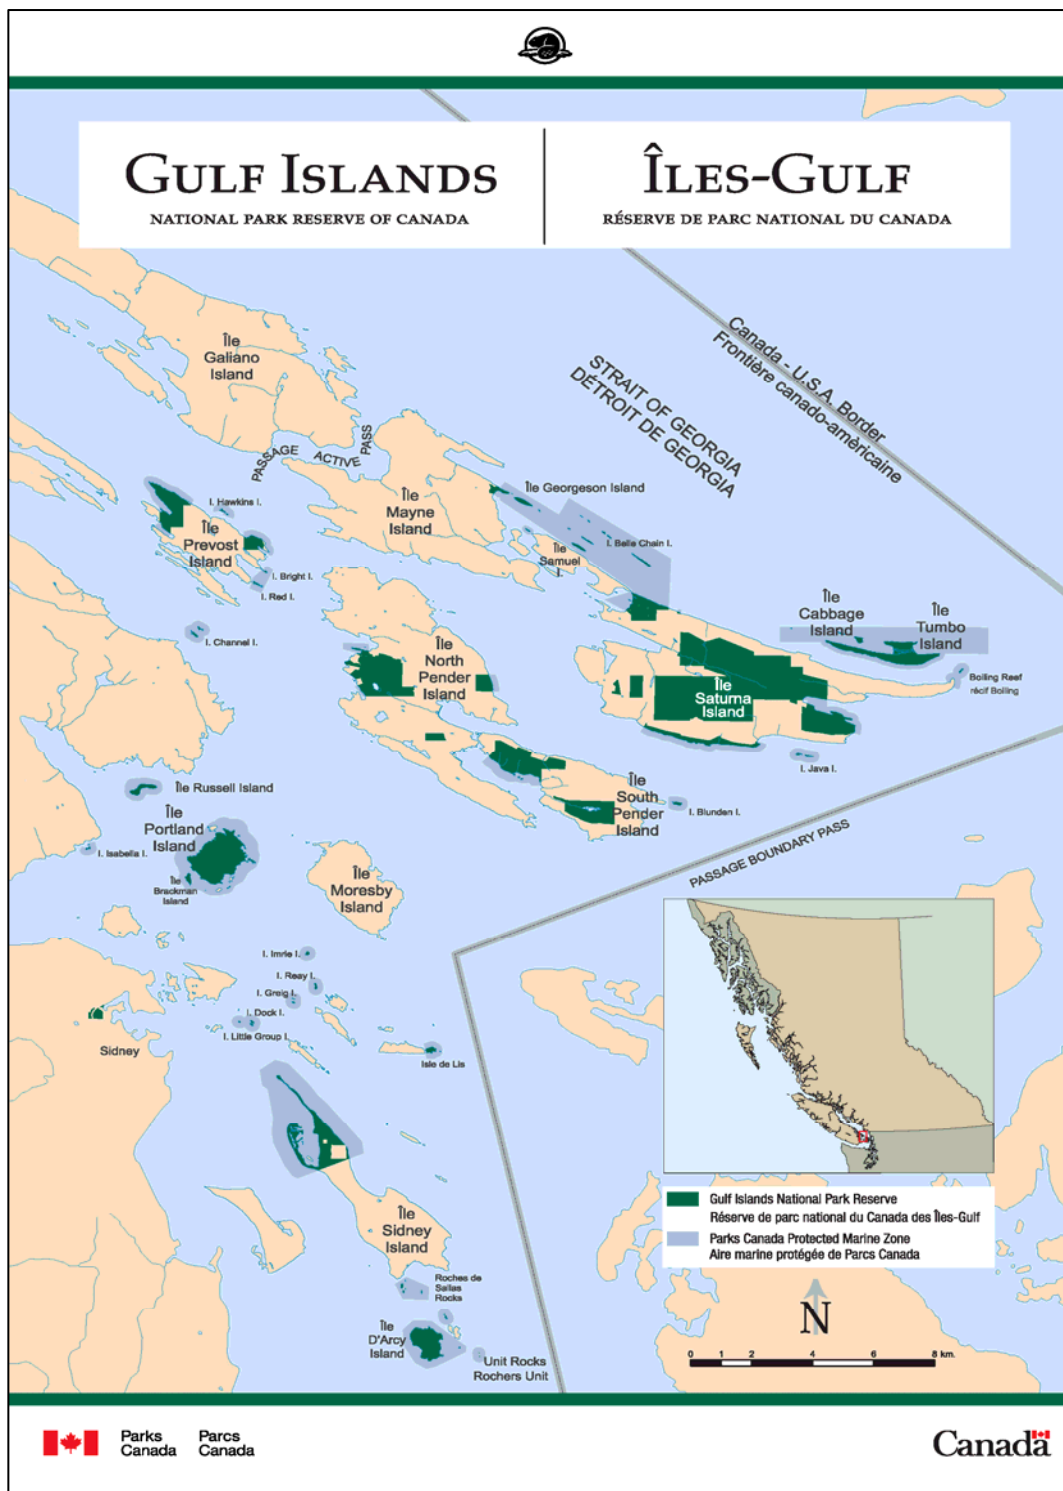 GULF ISLANDS
NATIONAL PARK RESERVE OF CANADA
ÎLES-GULF
RÉSERVE DE PARC NATIONAL DU CANADA
Canada - U.S.A. Border
Frontière canado-américaine
STRAIT OF GEORGIA
DÉTROIT DE GEORGIA
Île
Galiano
Island
PASSAGE ACTIVE PASS
Île
Mayne
Island
Île Georgeson Island
I. Hawkins I.
Île
Prevost
Island
I. Belle Chain I.
Île
Samuel
I.
I. Bright I.
I. Red I.
I. Channel I.
Île
Cabbage
Island
Île
Tumbo
Island
Île
North
Pender
Island
Boiling Reef
récif Boiling
Île
Saturna
Island
I. Java I.
Île Russell Island
Île
South
Pender
Island
I. Blunden I.
Île
Portland
Island
I. Isabella I.
Île
Brackman
Island
PASSAGE BOUNDARY PASS
Île
Moresby
Island
I. Imrie I.
I. Reay I.
I. Greig I.
I. Dock I.
I. Little Group I.
Sidney
Isle de Lis
Île
Sidney
Island
Roches de
Sallas
Rocks
Île
D'Arcy
Island
Unit Rocks
Rochers Unit
Gulf Islands National Park Reserve
Réserve de parc national du Canada des Îles-Gulf
Parks Canada Protected Marine Zone
Aire marine protégée de Parcs Canada
N
0 1 2 4 6 8 km.
Parks
Canada
Parcs
Canada
Canada